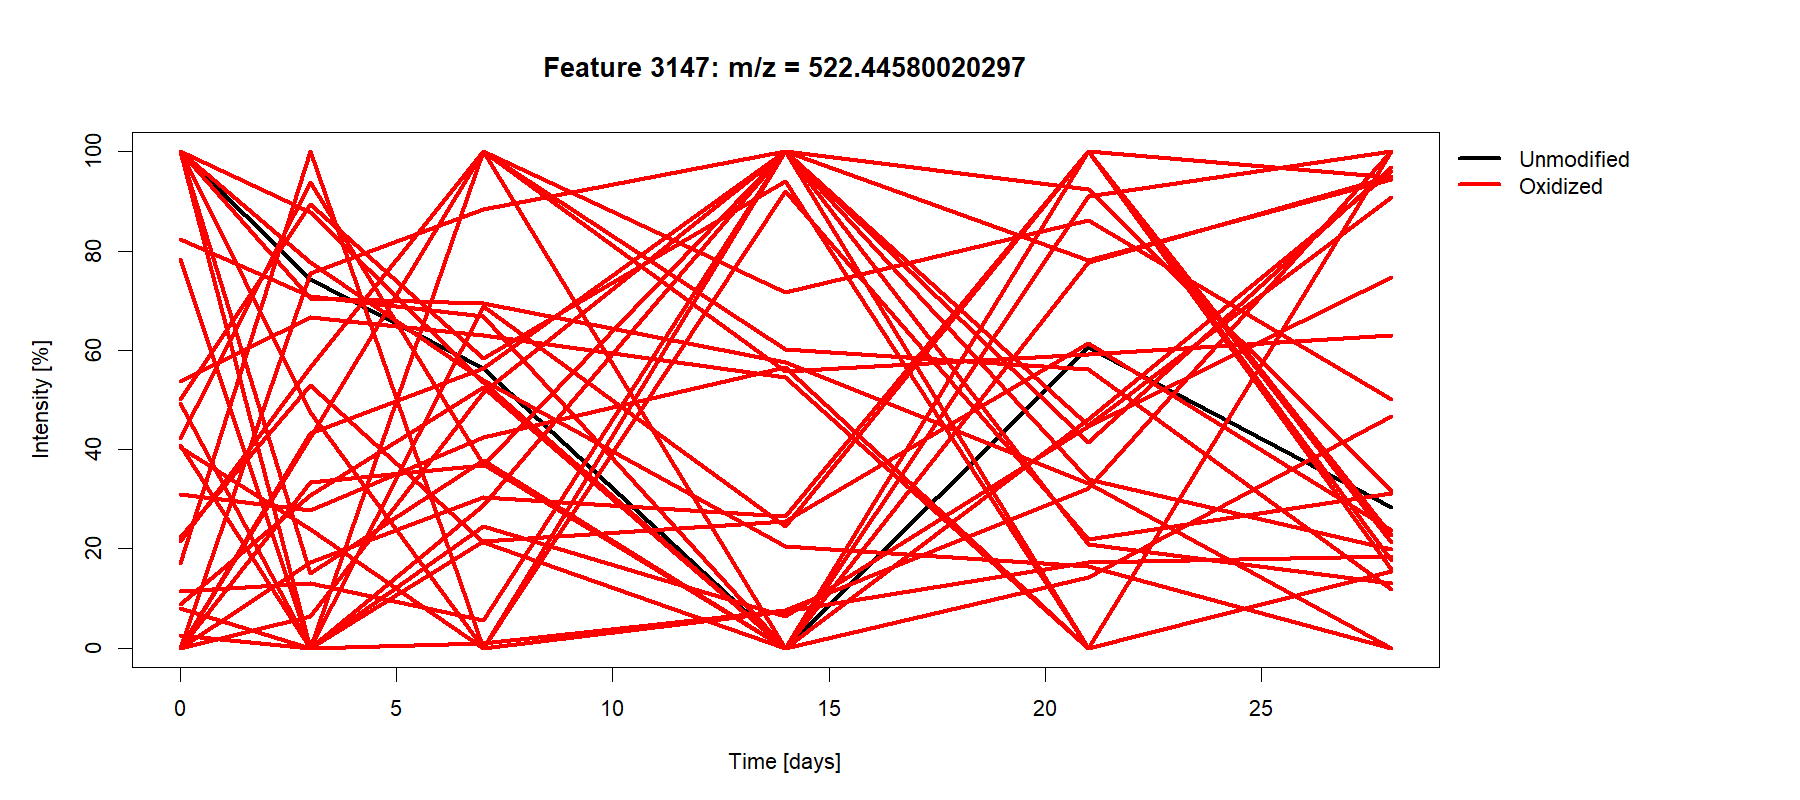 Feature 3147: m/z = 522.44580020297
Unmodified
Oxidized
100
80
60
40
20
0
Intensity [%]
0 5 10 15 20 25
Time [days]